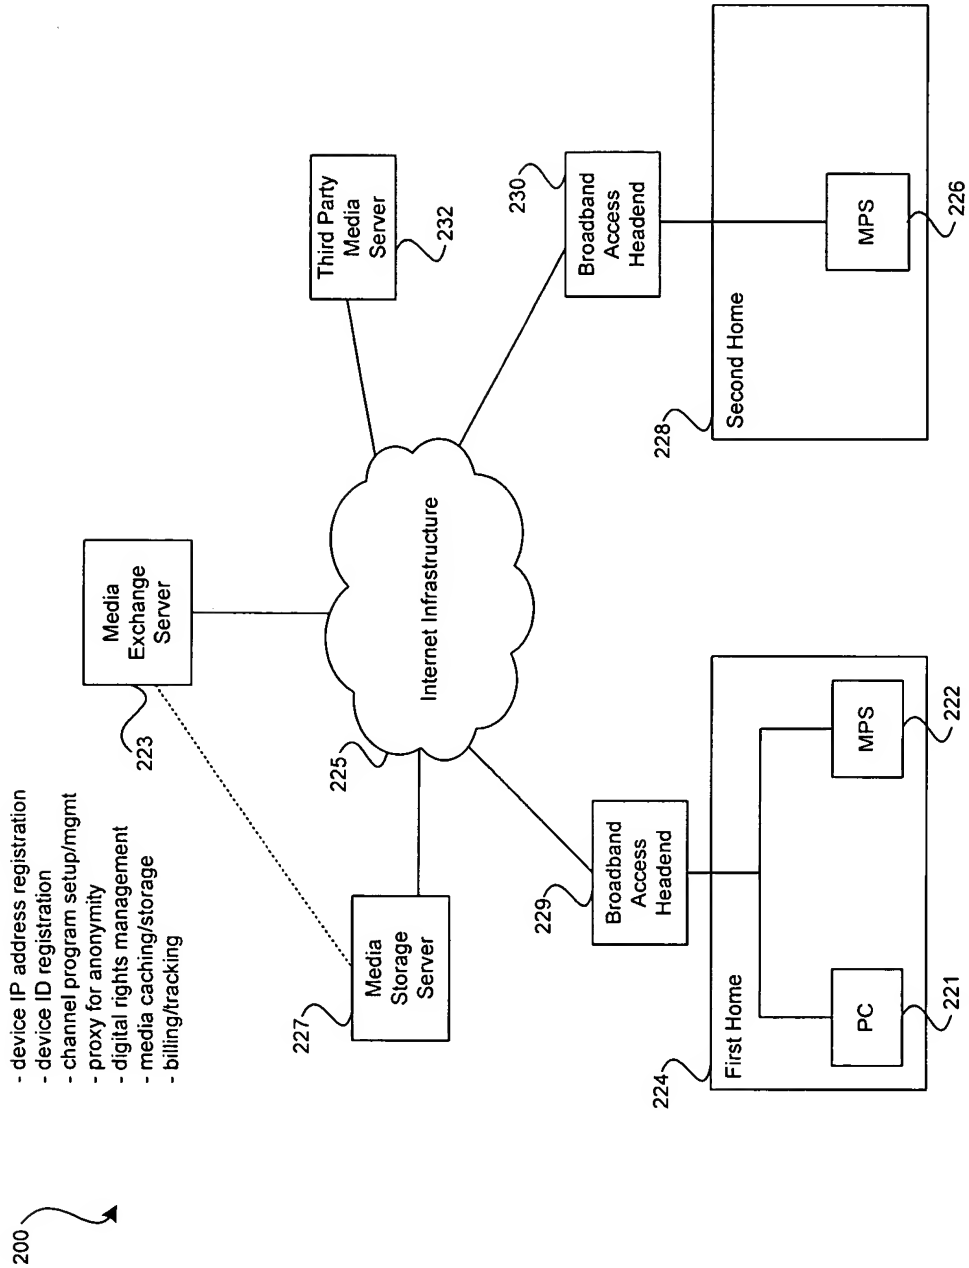 200
- device IP address registration
- device ID registration
- channel program setup/mgmt
- proxy for anonymity
- digital rights management
- media caching/storage
- billing/tracking
Media
Exchange
Server
223
Media
Storage
Server
227
225
Internet Infrastructure
Third Party
Media
Server
232
Broadband
Access
Headend
229
Broadband
Access
Headend
230
First Home
224
PC
221
MPS
222
Second Home
228
MPS
226